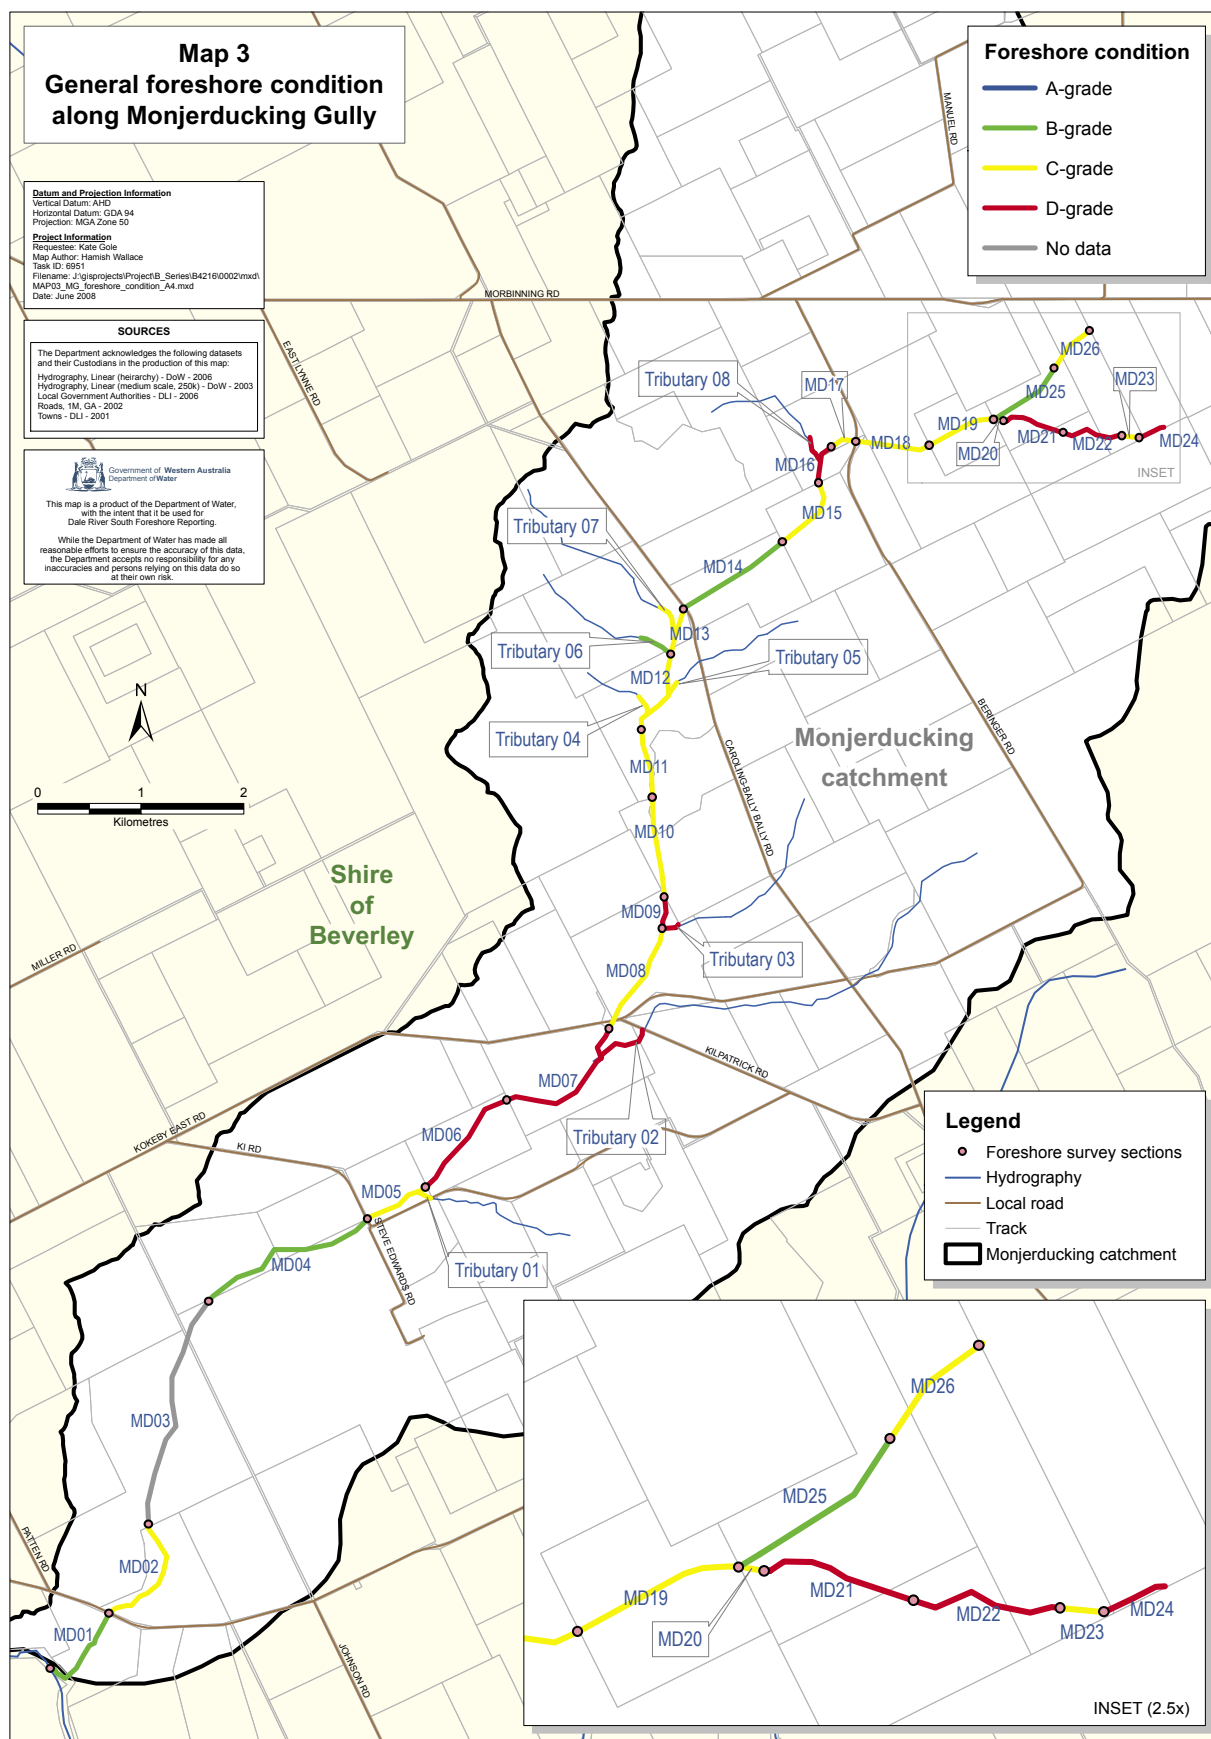 Map 3
General foreshore condition
along Monjerducking Gully
Datum and Projection Information
Vertical Datum: AHD
Horizontal Datum: GDA 94
Projection: MGA Zone 50
Project Information
Requestee: Kate Gole
Map Author: Hamish Wallace
Task ID: 6951
Filename: J:\gisprojects\Project\B_Series\B4216\0002\mxd\
MAP03_MG_foreshore_condition_A4.mxd
Date: June 2008
SOURCES
The Department acknowledges the following datasets
and their Custodians in the production of this map:
Hydrography, Linear (heirarchy) - DoW - 2006
Hydrography, Linear (medium scale, 250k) - DoW - 2003
Local Government Authorities - DLI - 2006
Roads, 1M, GA - 2002
Towns - DLI - 2001
Government of Western Australia
Department of Water
This map is a product of the Department of Water,
with the intent that it be used for
Dale River South Foreshore Reporting.
While the Department of Water has made all
reasonable efforts to ensure the accuracy of this data,
the Department accepts no responsibility for any
inaccuracies and persons relying on this data do so
at their own risk.
Foreshore condition
A-grade
B-grade
C-grade
D-grade
No data
MANUEL RD
MORBINNING RD
EAST LYNNE RD
MD26
MD23
MD25
MD19
MD20
MD21
MD22
MD24
INSET
Tributary 08
MD17
MD18
MD16
MD15
Tributary 07
MD14
MD13
Tributary 06
Tributary 05
MD12
Tributary 04
MD11
MD10
CAROLING-BALLY BALLY RD
BERINGER RD
Monjerducking
catchment
N
0 1 2
Kilometres
Shire
of
Beverley
MILLER RD
MD09
Tributary 03
MD08
KILPATRICK RD
MD07
Tributary 02
MD06
KOKEBY EAST RD
KI RD
MD05
STEVE EDWARDS RD
Tributary 01
MD04
MD03
MD02
PATTEN RD
MD01
JOHNSON RD
Legend
Foreshore survey sections
Hydrography
Local road
Track
Monjerducking catchment
MD26
MD25
MD19
MD20
MD21
MD22
MD23
MD24
INSET (2.5x)